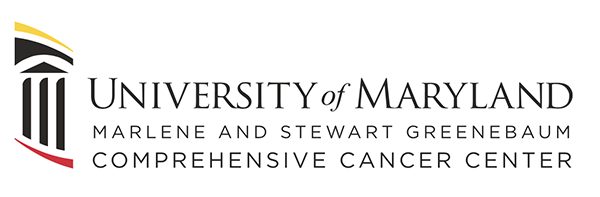 UNIVERSITY of MARYLAND
MARLENE AND STEWART GREENEBAUM
COMPREHENSIVE CANCER CENTER